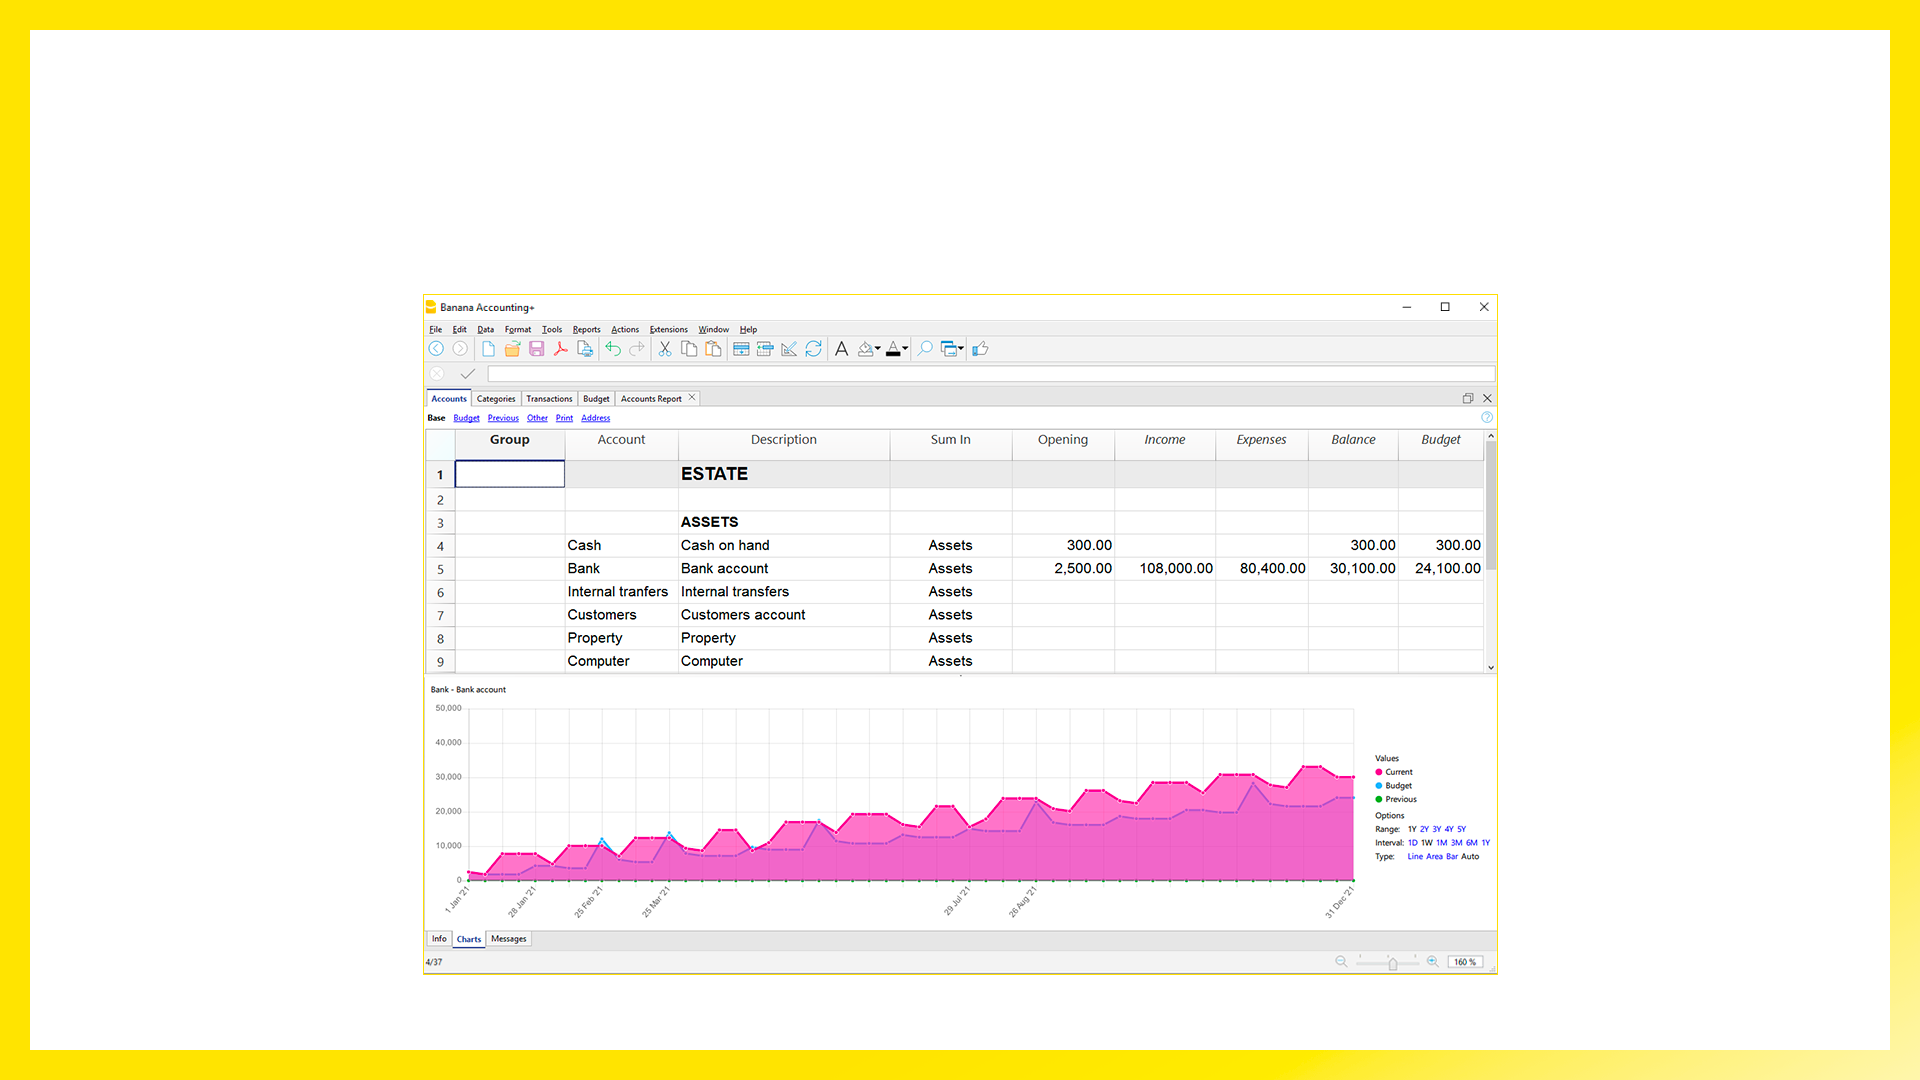 Banana Accounting+
File Edit Data Format Tools Reports Actions Extensions Window Help
Accounts Categories Transactions Budget Accounts Report
Base Budget Previous Other Print Address
Group Account Description Sum In Opening Income Expenses Balance Budget
1 ESTATE
2
3 ASSETS
4 Cash Cash on hand Assets 300.00 300.00 300.00
5 Bank Bank account Assets 2,500.00 108,000.00 80,400.00 30,100.00 24,100.00
6 Internal tranfers Internal transfers Assets
7 Customers Customers account Assets
8 Property Property Assets
9 Computer Computer Assets
Bank - Bank account
50,000
40,000
30,000
20,000
10,000
0
1 Jan '21 28 Jan '21 25 Feb '21 25 Mar '21 29 Jul '21 26 Aug '21 31 Dec '21
Values
Current
Budget
Previous
Options
Range: 1Y 2Y 3Y 4Y 5Y
Interval: 1D 1W 1M 3M 6M 1Y
Type: Line Area Bar Auto
Info Charts Messages
4/37
160 %